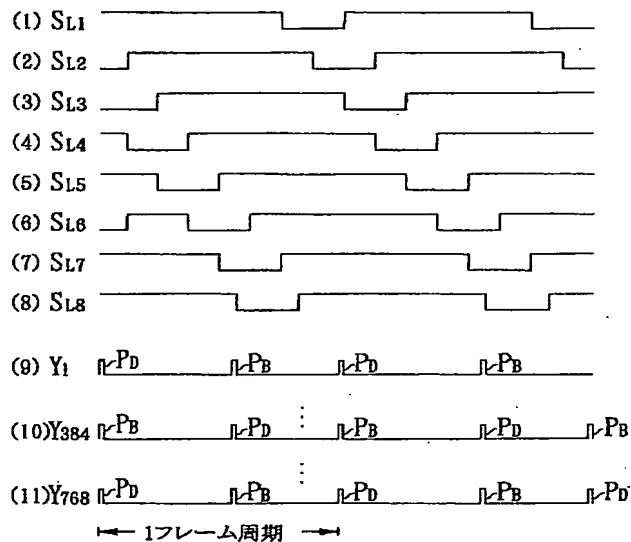 (1) SL1
(2) SL2
(3) SL3
(4) SL4
(5) SL5
(6) SL6
(7) SL7
(8) SL8
(9) Y1 PD PB PD PB
(10) Y384 PB PD PB PD PB
(11) Y768 PD PB PD PB PD
1フレーム周期